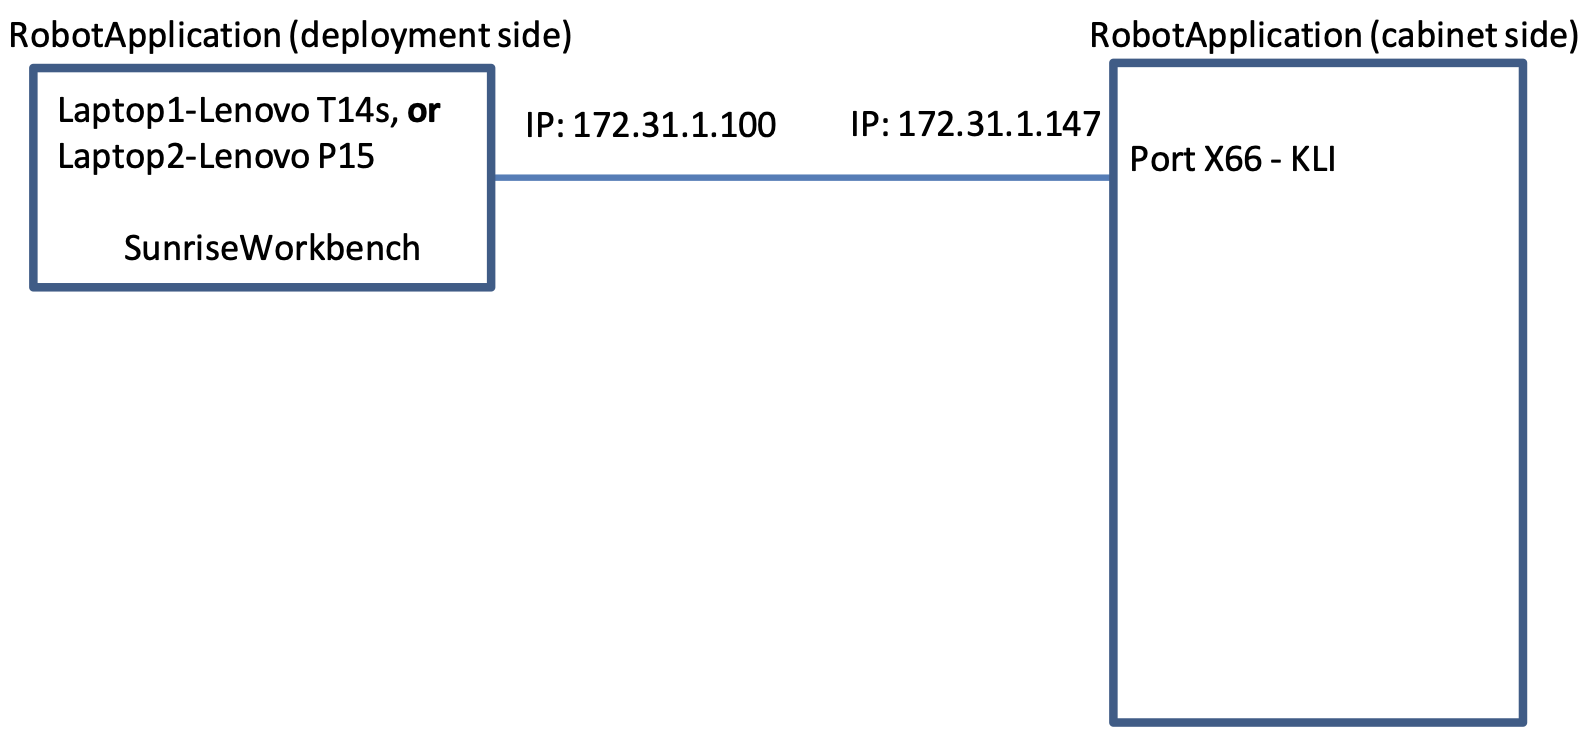 RobotApplication (deployment side)
Laptop1-Lenovo T14s, or
Laptop2-Lenovo P15
SunriseWorkbench
IP: 172.31.1.100
IP: 172.31.1.147
RobotApplication (cabinet side)
Port X66 - KLI